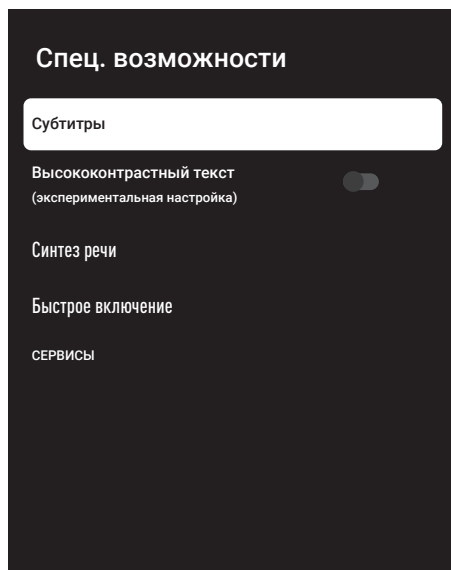 Спец. возможности
Субтитры
Высококонтрастный текст
(экспериментальная настройка)
Синтез речи
Быстрое включение
СЕРВИСЫ